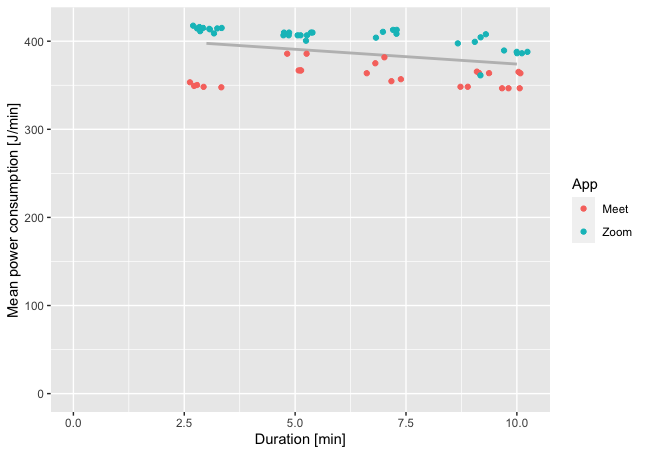 Mean power consumption [J/min]
400
300
200
100
0
0.0 2.5 5.0 7.5 10.0
Duration [min]
App
Meet
Zoom